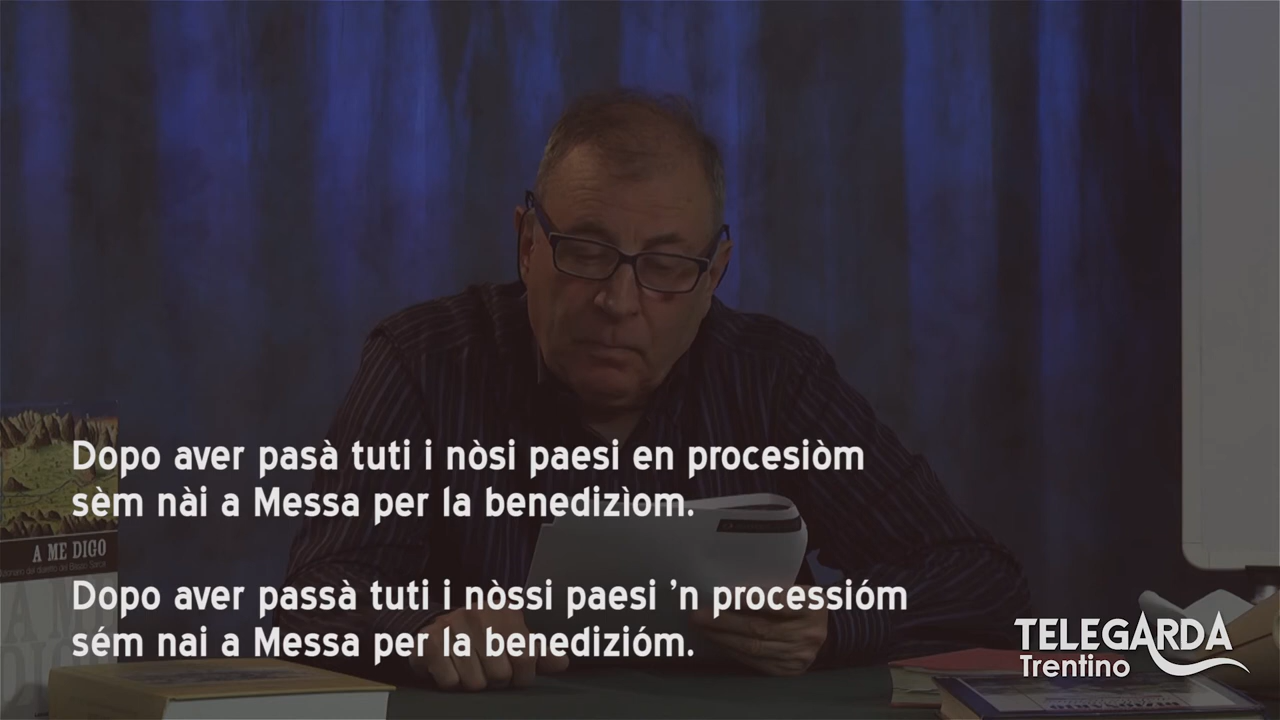 Dopo aver pasà tuti i nòsi paesi en procesiòm
sèm nài a Messa per la benedizìom.
Dopo aver passà tuti i nòssi paesi ’n processióm
sém nai a Messa per la benedizióm.
A ME DIGO
TELEGARDA
Trentino